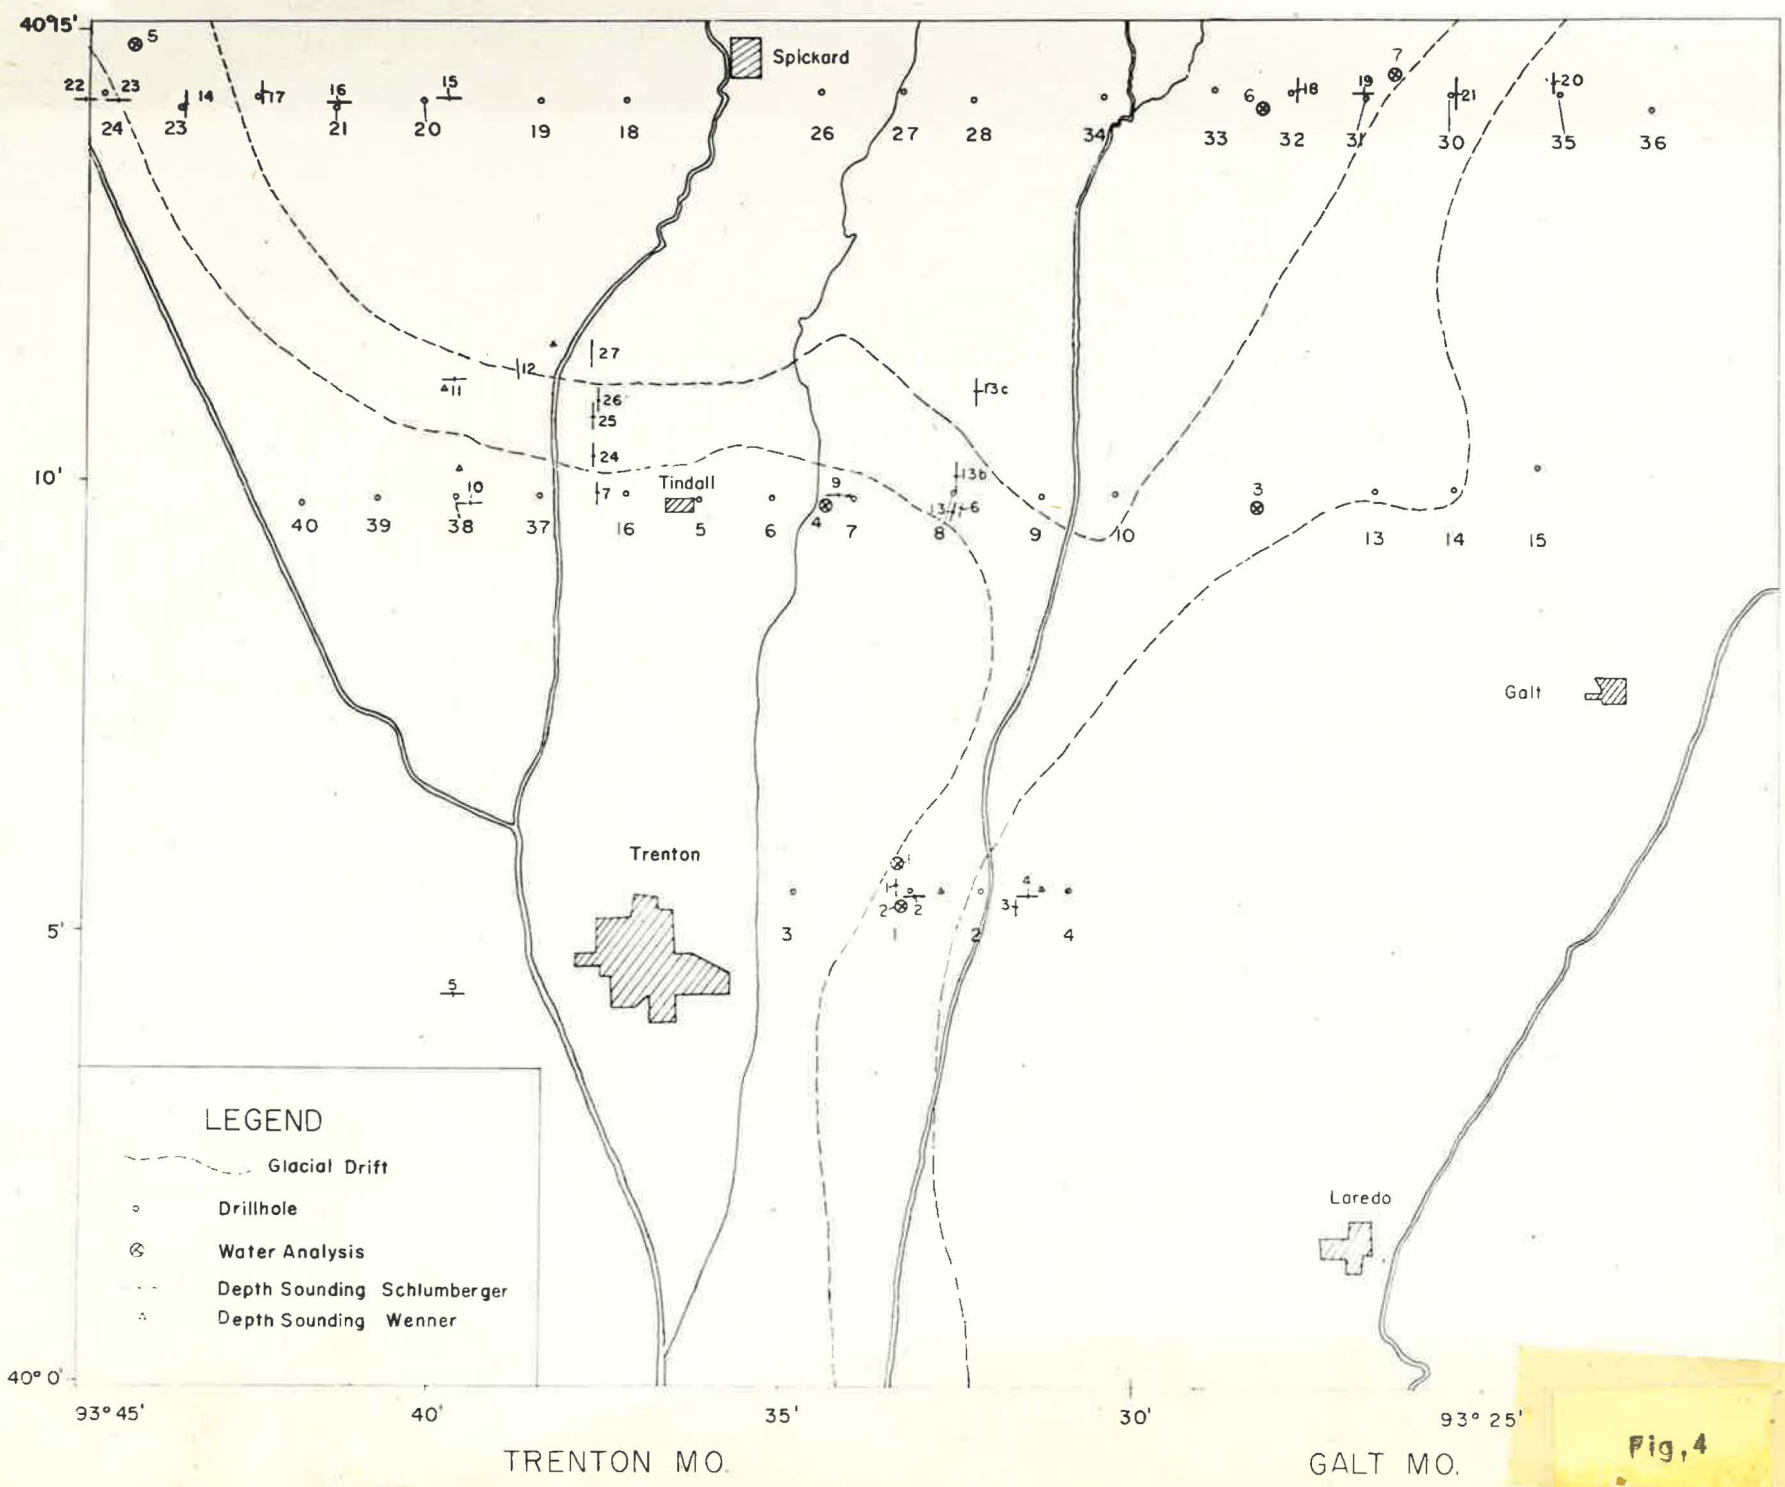 40°15'
5
7
Spickard
22 23 14 17 16 15 6 18 19 21 20
24 23 21 20 19 18 26 27 28 34 33 32 31 30 35 36
27
12
11
26
13c
25
24
10'
Tindall
13b
10 7 9 3
4 13 6
40 39 38 37 16 5 6 7 8 9 10 13 14 15
Galt
Trenton
1
4
1
2 2 3
5'
3 1 2 4
5
LEGEND
Glacial Drift
Drillhole
Water Analysis
Depth Sounding Schlumberger
Depth Sounding Wenner
Laredo
40° 0'
93°45' 40' 35' 30' 93° 25'
TRENTON MO.
GALT MO.
Fig,4